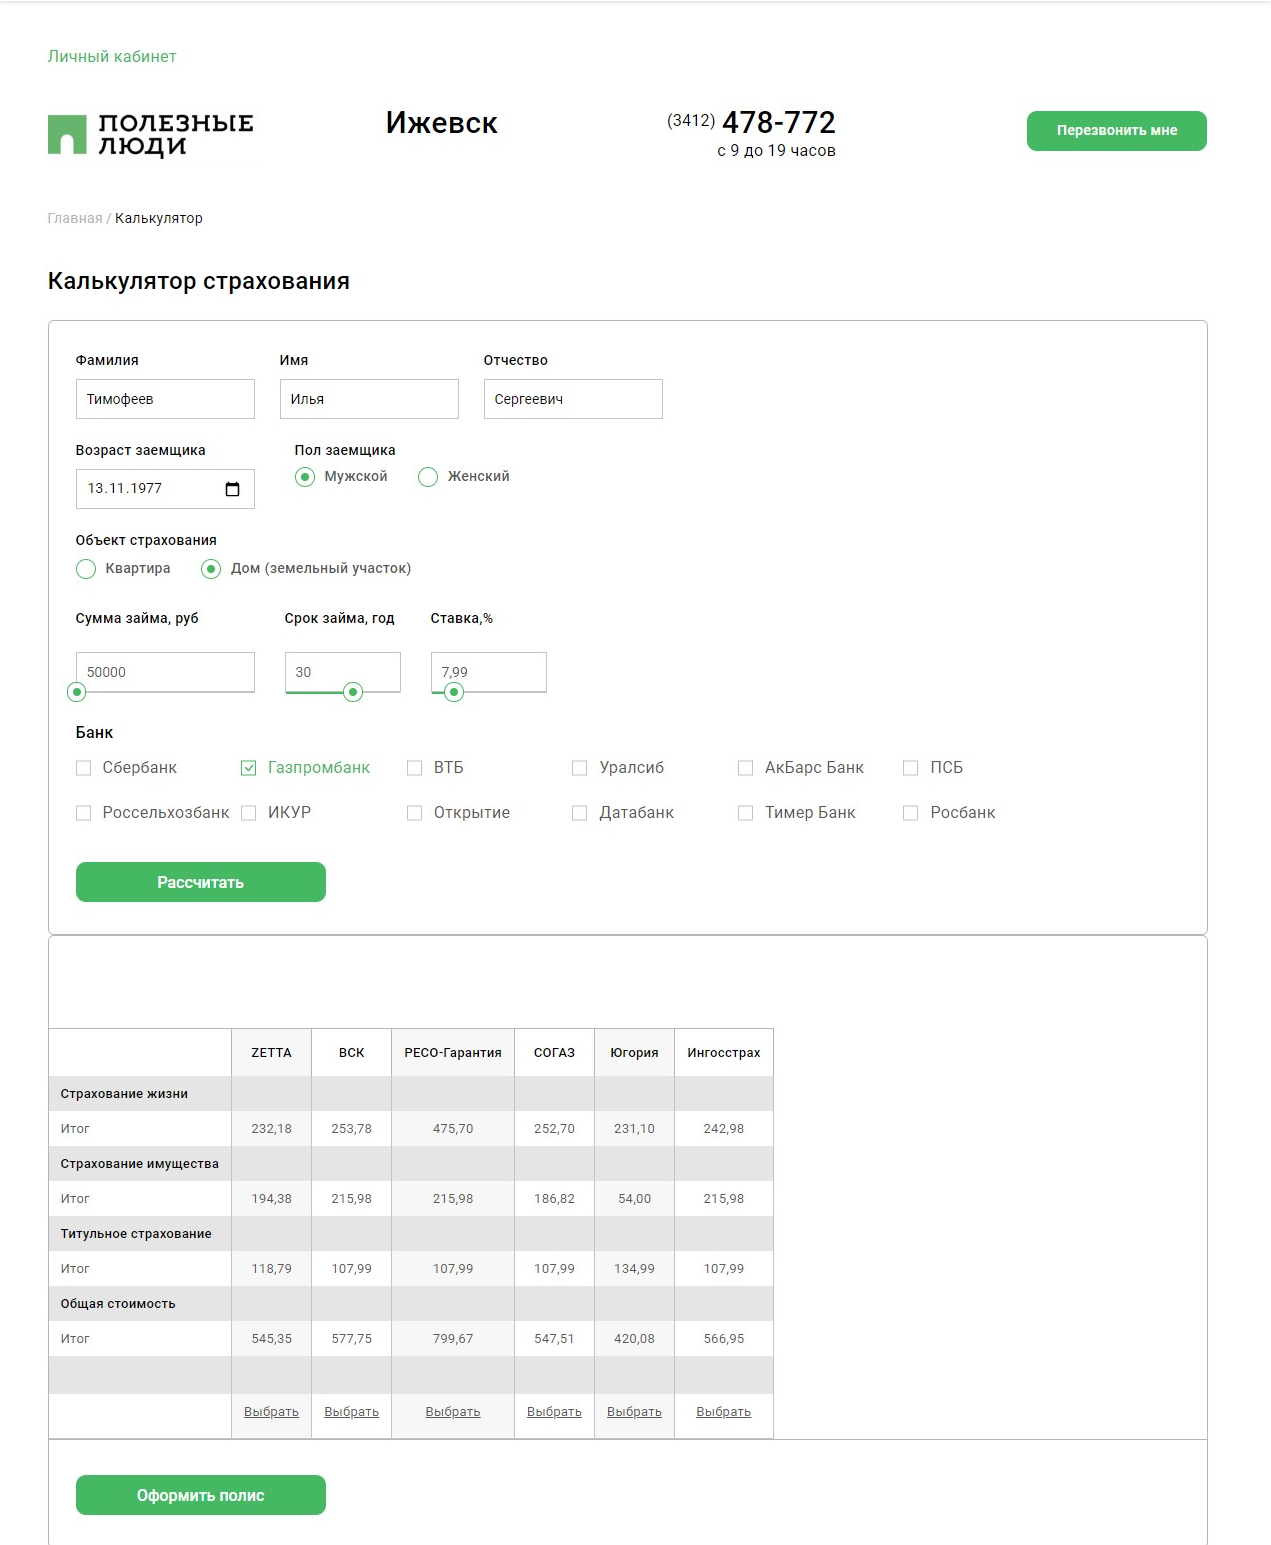 Личный кабинет
ПОЛЕЗНЫЕ
ЛЮДИ
Ижевск
(3412) 478-772
с 9 до 19 часов
Перезвонить мне
Главная / Калькулятор
Калькулятор страхования
Фамилия Имя Отчество
Тимофеев Илья Сергеевич
Возраст заемщика Пол заемщика
13.11.1977 Мужской Женский
Объект страхования
Квартира Дом (земельный участок)
Сумма займа, руб Срок займа, год Ставка,%
50000 30 7,99
Банк
Сбербанк Газпромбанк ВТБ Уралсиб АкБарс Банк ПСБ
Россельхозбанк ИКУР Открытие Датабанк Тимер Банк Росбанк
Рассчитать
ZETTA ВСК РЕСО-Гарантия СОГАЗ Югория Ингосстрах
Страхование жизни
Итог 232,18 253,78 475,70 252,70 231,10 242,98
Страхование имущества
Итог 194,38 215,98 215,98 186,82 54,00 215,98
Титульное страхование
Итог 118,79 107,99 107,99 107,99 134,99 107,99
Общая стоимость
Итог 545,35 577,75 799,67 547,51 420,08 566,95
Выбрать Выбрать Выбрать Выбрать Выбрать Выбрать
Оформить полис